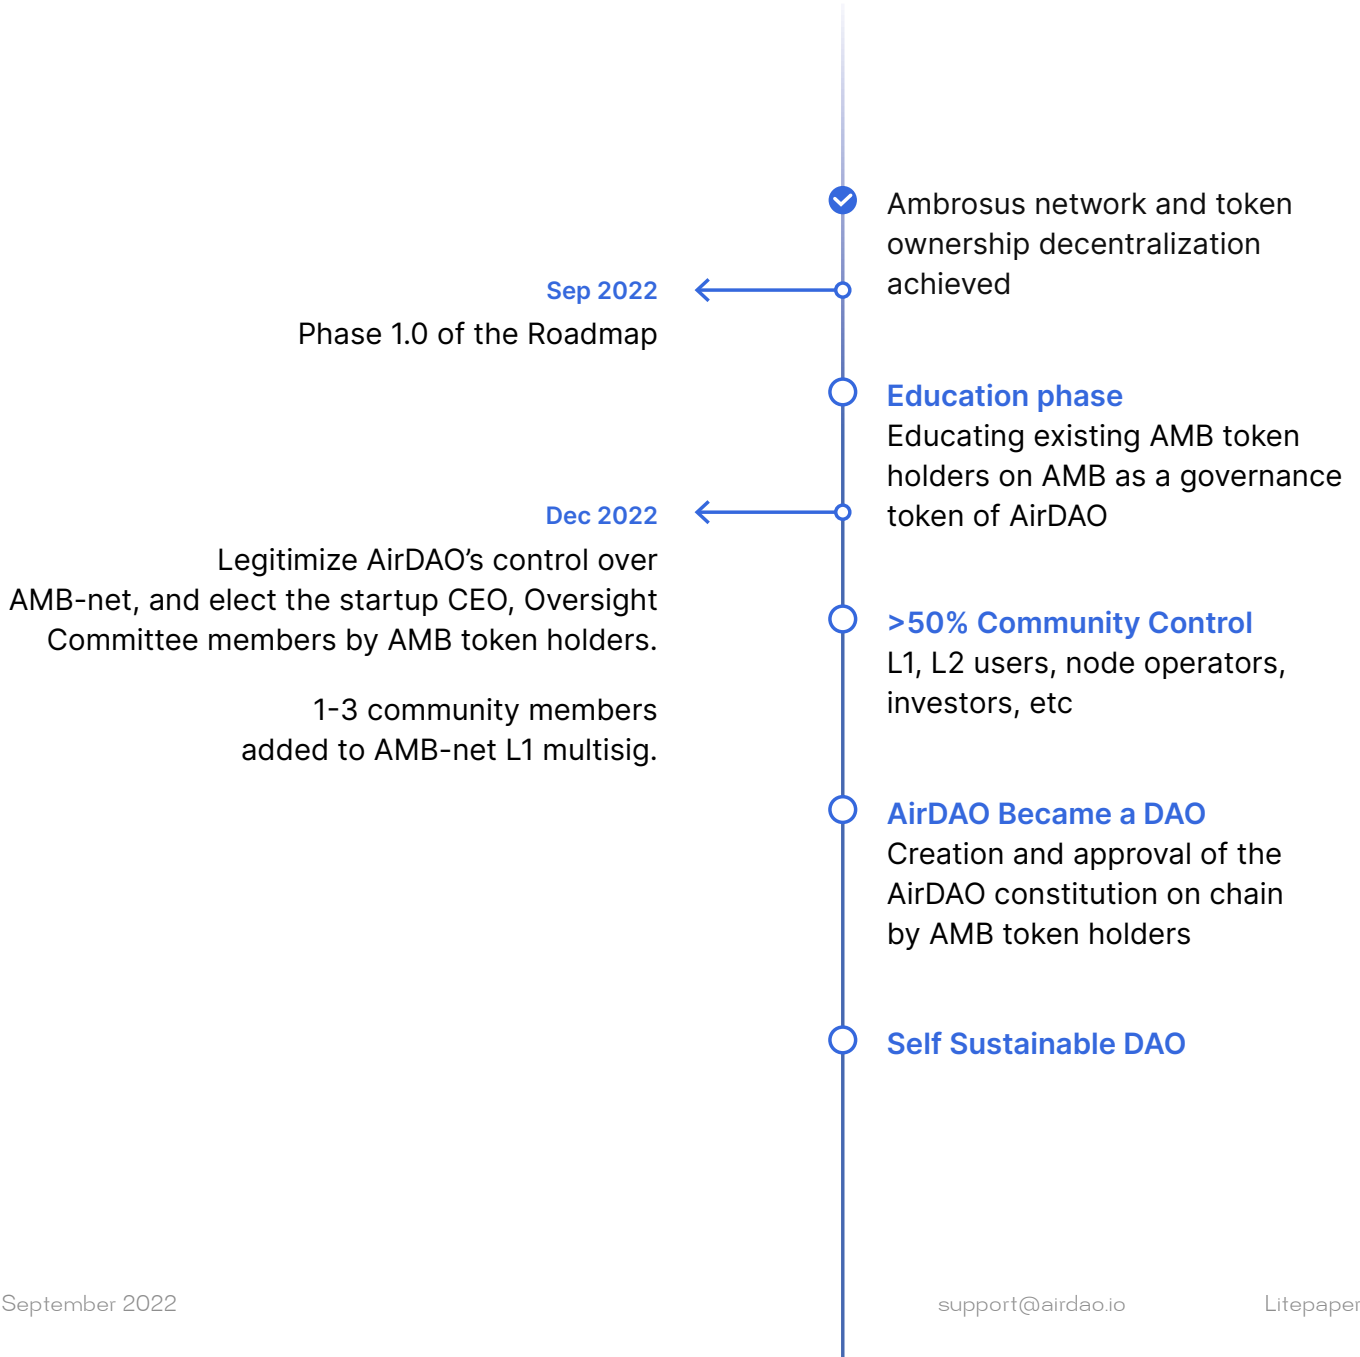 Ambrosus network and token
ownership decentralization
achieved
Sep 2022
Phase 1.0 of the Roadmap
Education phase
Educating existing AMB token
holders on AMB as a governance
token of AirDAO
Dec 2022
Legitimize AirDAO’s control over
AMB-net, and elect the startup CEO, Oversight
Committee members by AMB token holders.
1-3 community members
added to AMB-net L1 multisig.
>50% Community Control
L1, L2 users, node operators,
investors, etc
AirDAO Became a DAO
Creation and approval of the
AirDAO constitution on chain
by AMB token holders
Self Sustainable DAO
September 2022
support@airdao.io
Litepaper